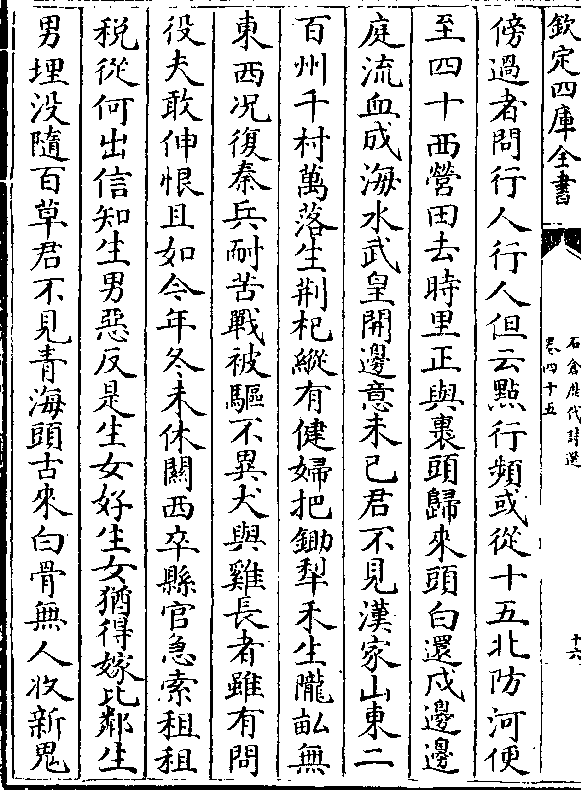 欽定四庫全書
石倉歴代詩選
卷四十五
十六
傍過者問行人行人但云點行頻或從十五北防河便
至四十西營田去時里正與裹頭歸來頭白還戍邊邊
庭流血成海水武皇開邊意未已君不見漢家山東二
百州千村萬落生荆杞縱有健婦把鋤犁禾生隴畆無
東西況復秦兵耐苦戰被驅不異犬與雞長者雖有問
役夫敢伸恨且如今年冬未休關西卒縣官急索租租
税從何出信知生男惡反是生女好生女猶得嫁比鄰生
男埋没隨百草君不見青海頭古來白骨無人收新鬼